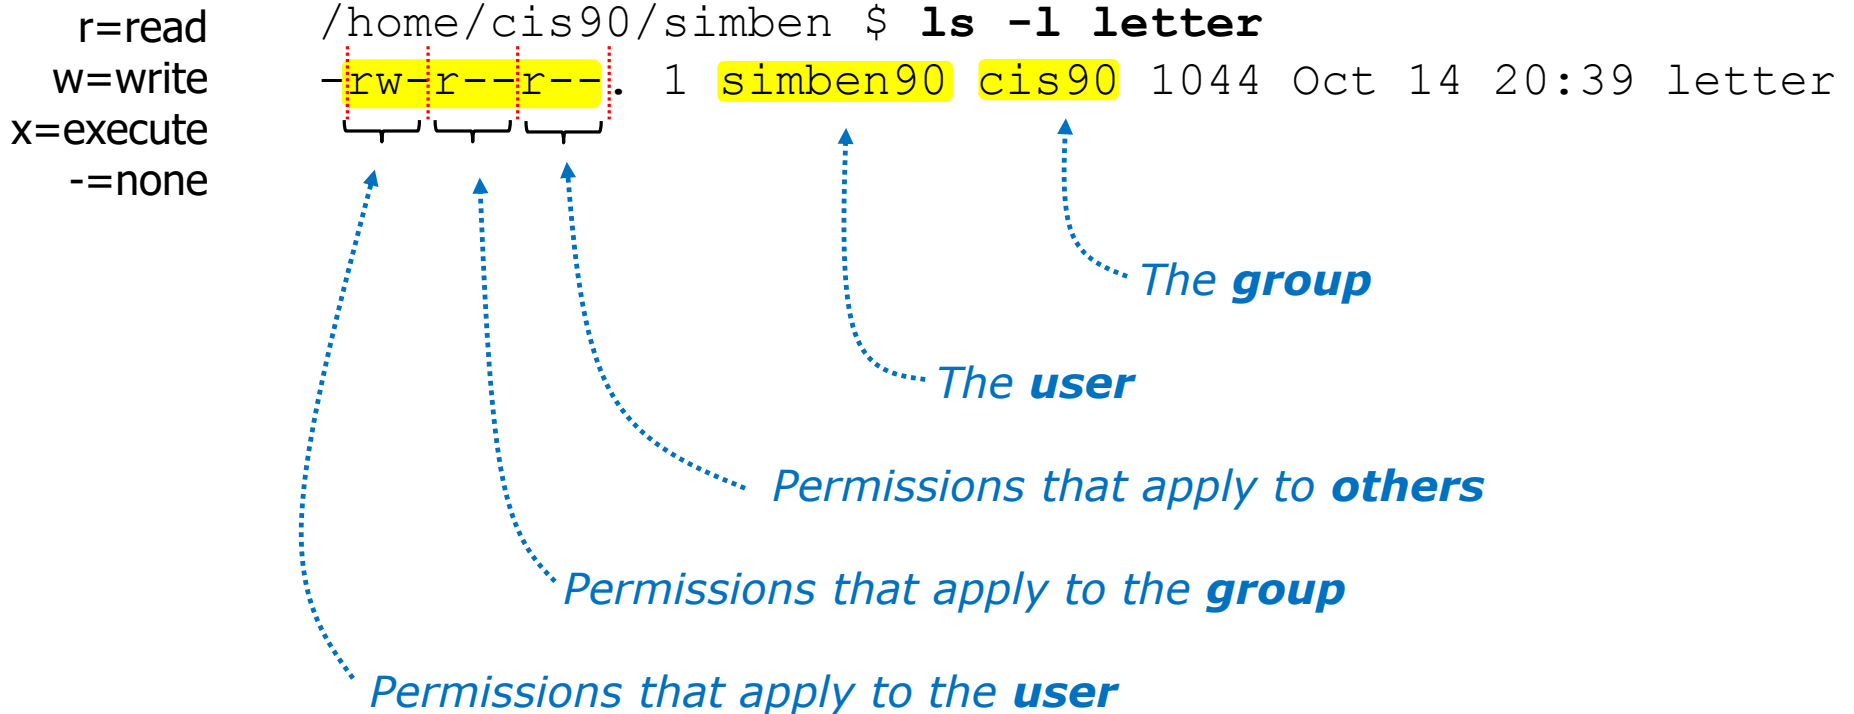 r=read
w=write
x=execute
-=none
/home/cis90/simben $ ls -l letter
-rw-r--r--. 1 simben90 cis90 1044 Oct 14 20:39 letter
The group
The user
Permissions that apply to others
Permissions that apply to the group
Permissions that apply to the user